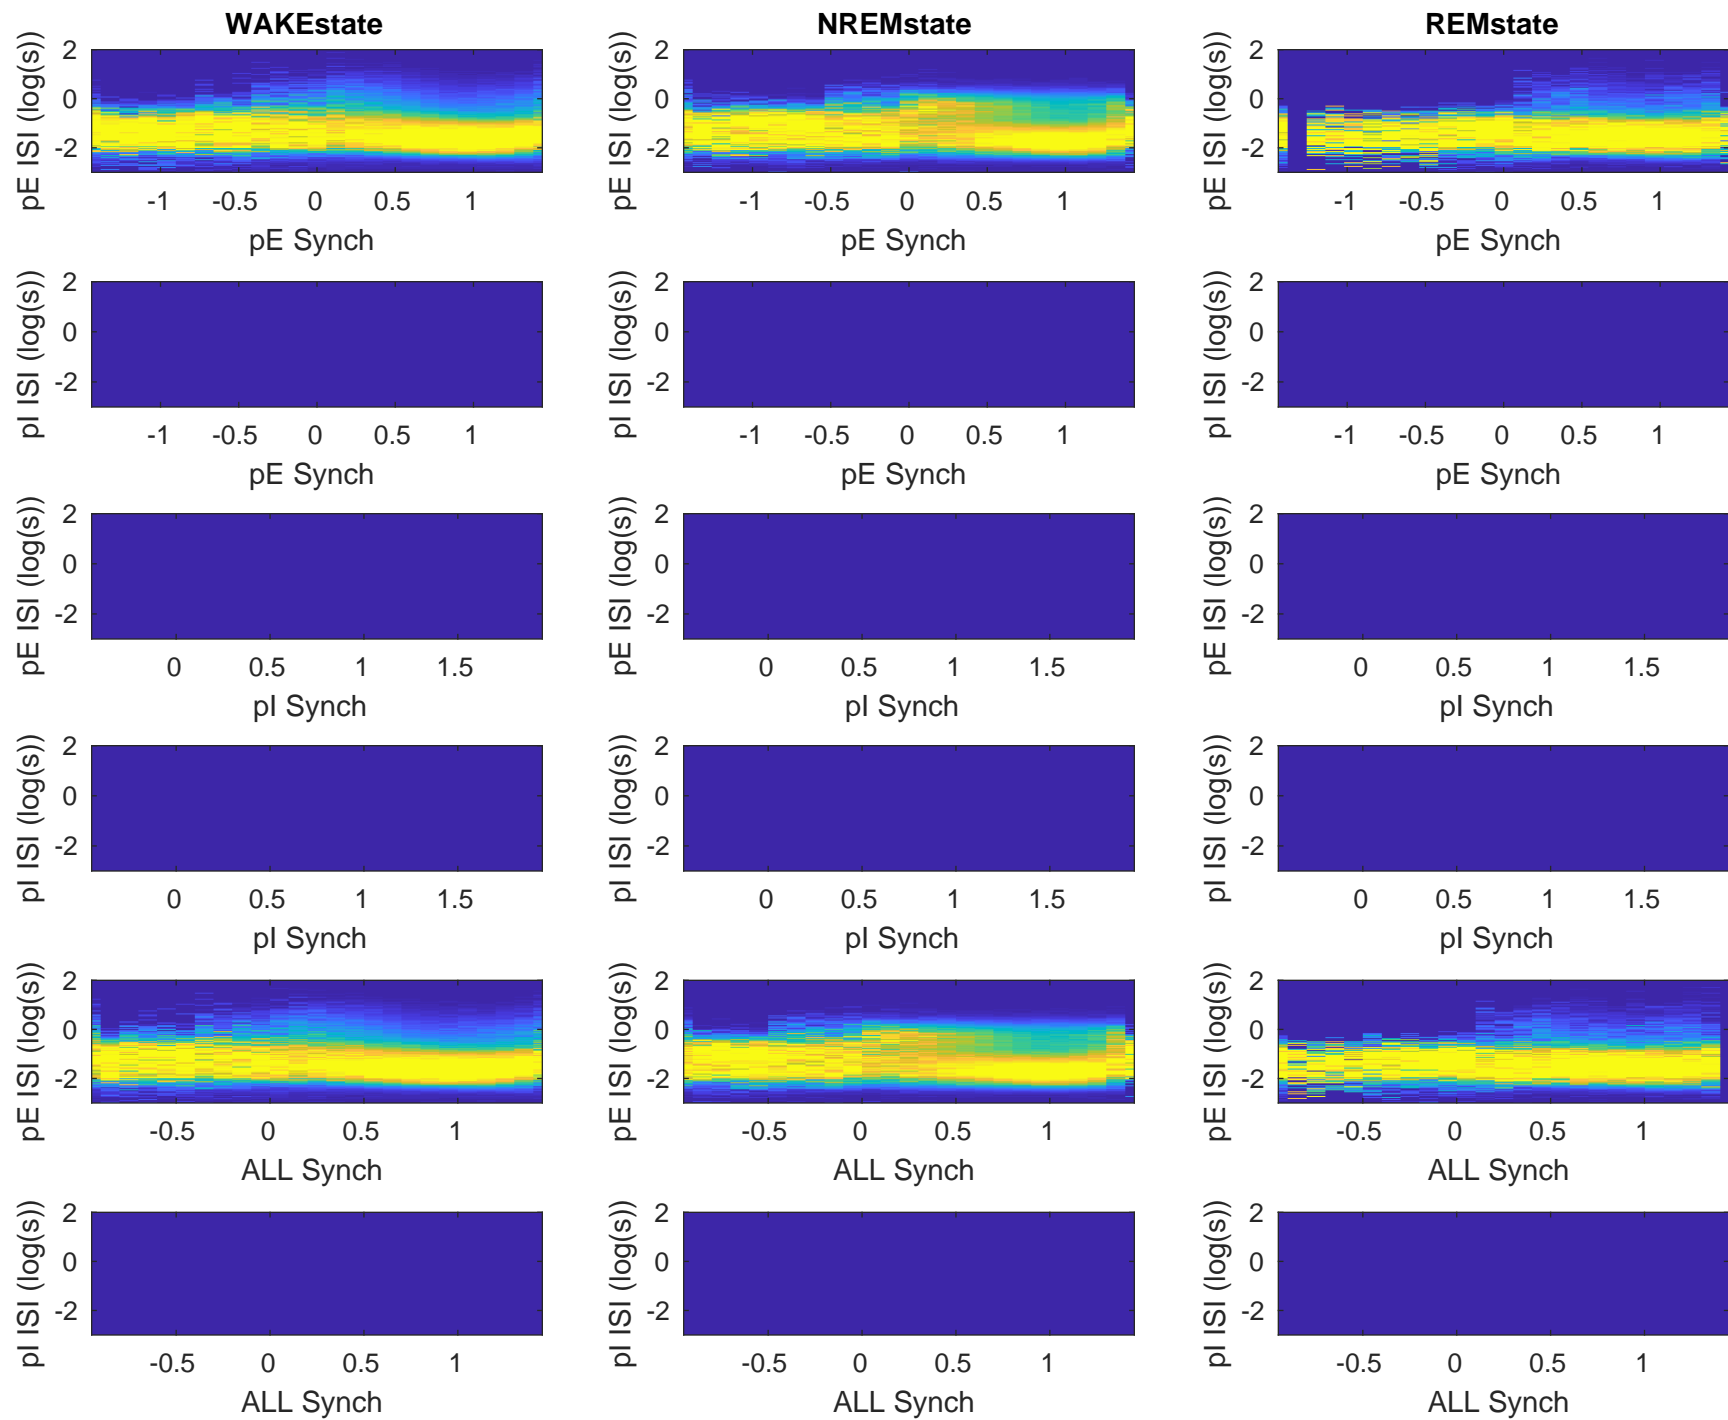 WAKEstate NREMstate REMstate
pE ISI (log(s)) 2 0 -2 pE ISI (log(s)) 2 0 -2 pE ISI (log(s)) 2 0 -2
-1 -0.5 0 0.5 1 -1 -0.5 0 0.5 1 -1 -0.5 0 0.5 1
pE Synch pE Synch pE Synch
pI ISI (log(s)) 2 0 -2 pI ISI (log(s)) 2 0 -2 pI ISI (log(s)) 2 0 -2
-1 -0.5 0 0.5 1 -1 -0.5 0 0.5 1 -1 -0.5 0 0.5 1
pE Synch pE Synch pE Synch
pE ISI (log(s)) 2 0 -2 pE ISI (log(s)) 2 0 -2 pE ISI (log(s)) 2 0 -2
0 0.5 1 1.5 0 0.5 1 1.5 0 0.5 1 1.5
pI Synch pI Synch pI Synch
pI ISI (log(s)) 2 0 -2 pI ISI (log(s)) 2 0 -2 pI ISI (log(s)) 2 0 -2
0 0.5 1 1.5 0 0.5 1 1.5 0 0.5 1 1.5
pI Synch pI Synch pI Synch
pE ISI (log(s)) 2 0 -2 pE ISI (log(s)) 2 0 -2 pE ISI (log(s)) 2 0 -2
-0.5 0 0.5 1 -0.5 0 0.5 1 -0.5 0 0.5 1
ALL Synch ALL Synch ALL Synch
pI ISI (log(s)) 2 0 -2 pI ISI (log(s)) 2 0 -2 pI ISI (log(s)) 2 0 -2
-0.5 0 0.5 1 -0.5 0 0.5 1 -0.5 0 0.5 1
ALL Synch ALL Synch ALL Synch